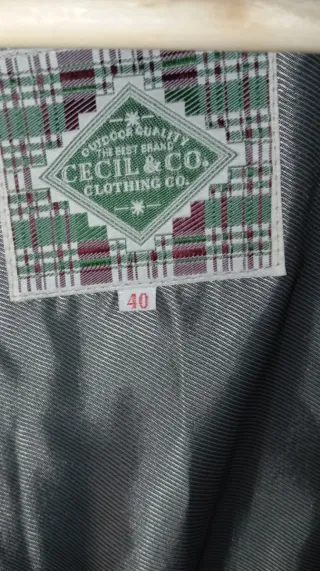 OUTDOOR QUALITY
THE BEST BRAND
CECIL & CO.
CLOTHING CO.
40